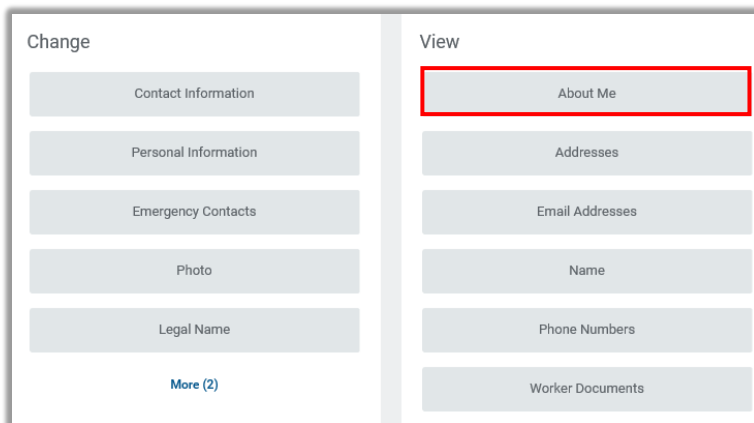 Change
Contact Information
Personal Information
Emergency Contacts
Photo
Legal Name
More (2)
View
About Me
Addresses
Email Addresses
Name
Phone Numbers
Worker Documents